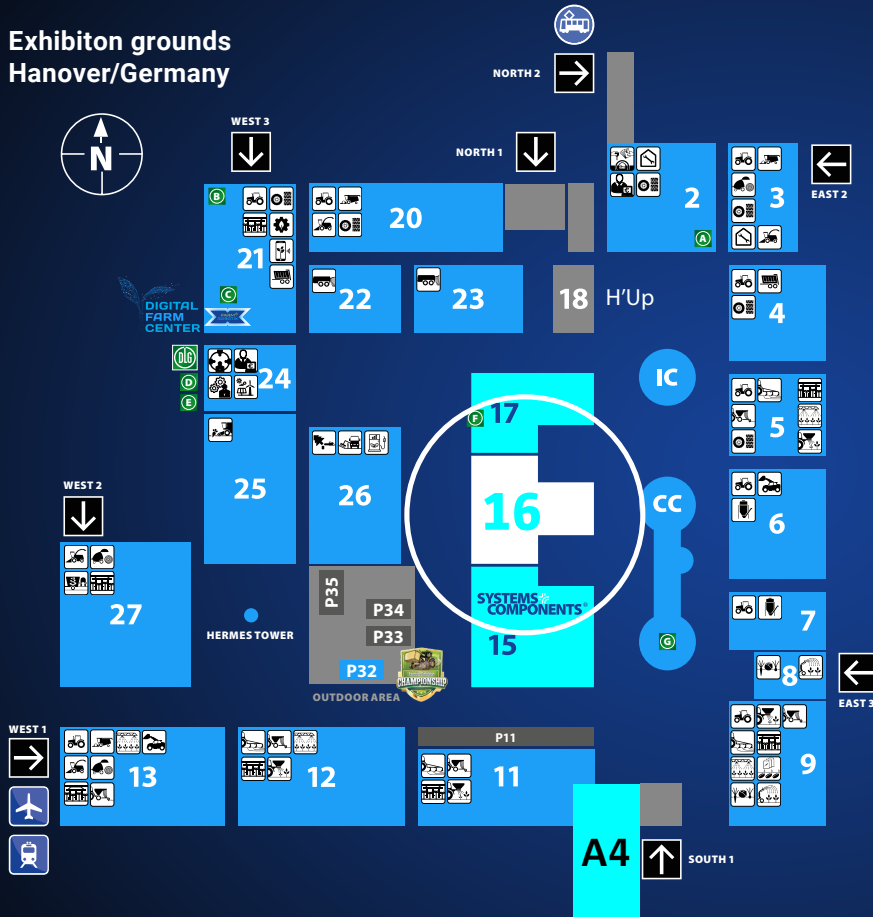 Exhibiton grounds
Hanover/Germany
N
WEST 3
NORTH 2
NORTH 1
EAST 2
B
20
2
A
3
21
C
22
23
18
H'Up
4
DIGITAL
FARM
CENTER
DLG
D
E
24
IC
F
17
5
25
26
16
CC
6
WEST 2
27
HERMES TOWER
P35
P34
P33
P32
CHAMPIONSHIP
OUTDOOR AREA
SYSTEMS
COMPONENTS®
15
G
7
8
EAST 3
WEST 1
13
12
P11
11
9
A4
SOUTH 1